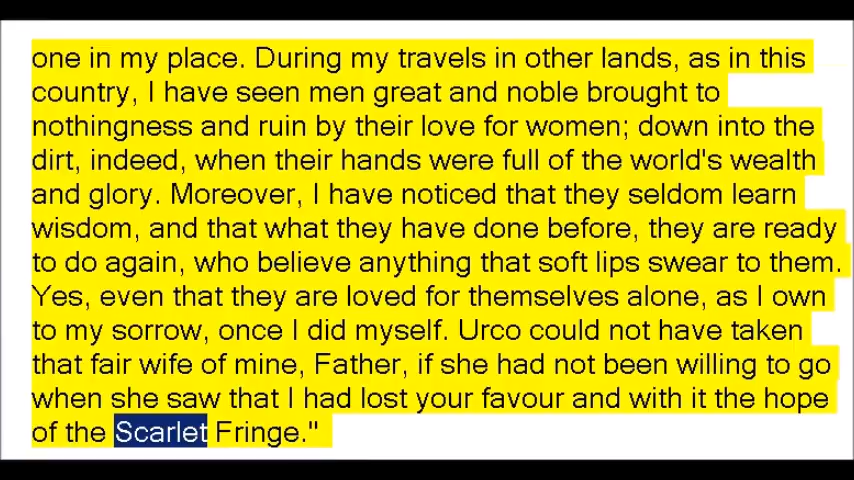 one in my place. During my travels in other lands, as in this
country, I have seen men great and noble brought to
nothingness and ruin by their love for women; down into the
dirt, indeed, when their hands were full of the world's wealth
and glory. Moreover, I have noticed that they seldom learn
wisdom, and that what they have done before, they are ready
to do again, who believe anything that soft lips swear to them.
Yes, even that they are loved for themselves alone, as I own
to my sorrow, once I did myself. Urco could not have taken
that fair wife of mine, Father, if she had not been willing to go
when she saw that I had lost your favour and with it the hope
of the Scarlet Fringe."